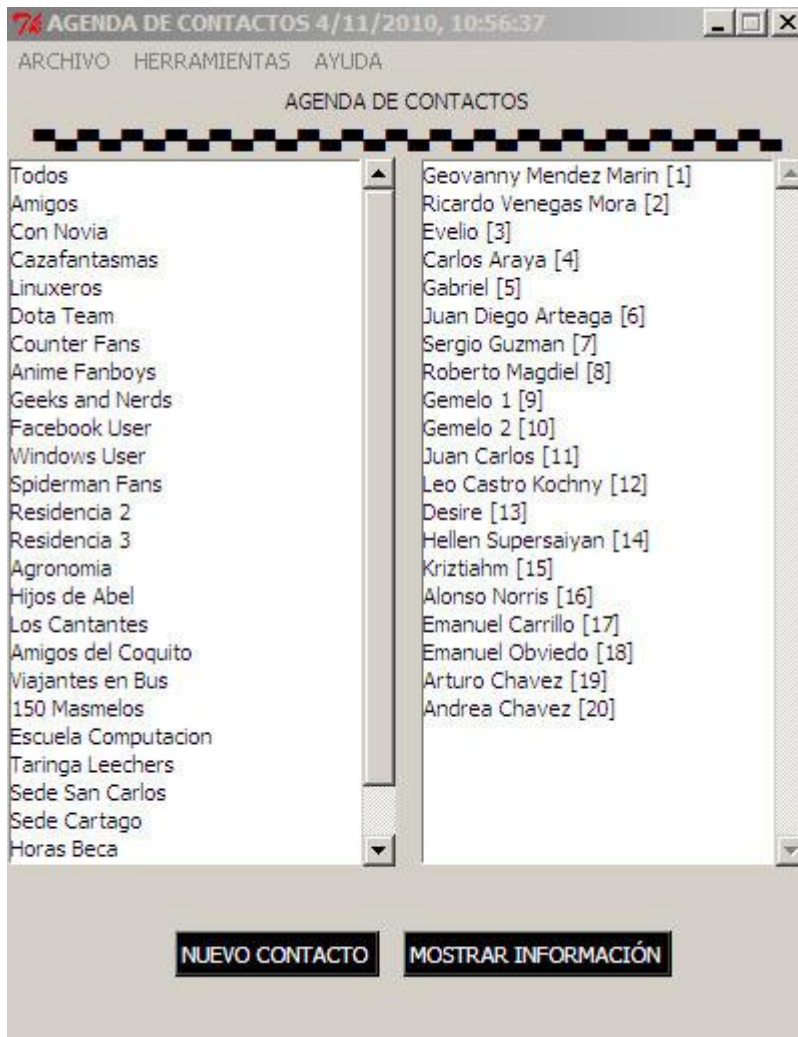 AGENDA DE CONTACTOS 4/11/2010, 10:56:37
ARCHIVO HERRAMIENTAS AYUDA
AGENDA DE CONTACTOS
Todos
Amigos
Con Novia
Cazafantasmas
Linuxeros
Dota Team
Counter Fans
Anime Fanboys
Geeks and Nerds
Facebook User
Windows User
Spiderman Fans
Residencia 2
Residencia 3
Agronomia
Hijos de Abel
Los Cantantes
Amigos del Coquito
Viajantes en Bus
150 Masmelos
Escuela Computacion
Taringa Leechers
Sede San Carlos
Sede Cartago
Horas Beca
Geovanny Mendez Marin [1]
Ricardo Venegas Mora [2]
Evelio [3]
Carlos Araya [4]
Gabriel [5]
Juan Diego Arteaga [6]
Sergio Guzman [7]
Roberto Magdiel [8]
Gemelo 1 [9]
Gemelo 2 [10]
Juan Carlos [11]
Leo Castro Kochny [12]
Desire [13]
Hellen Supersaiyan [14]
Kriztiahm [15]
Alonso Norris [16]
Emanuel Carrillo [17]
Emanuel Obviedo [18]
Arturo Chavez [19]
Andrea Chavez [20]
NUEVO CONTACTO
MOSTRAR INFORMACIÓN